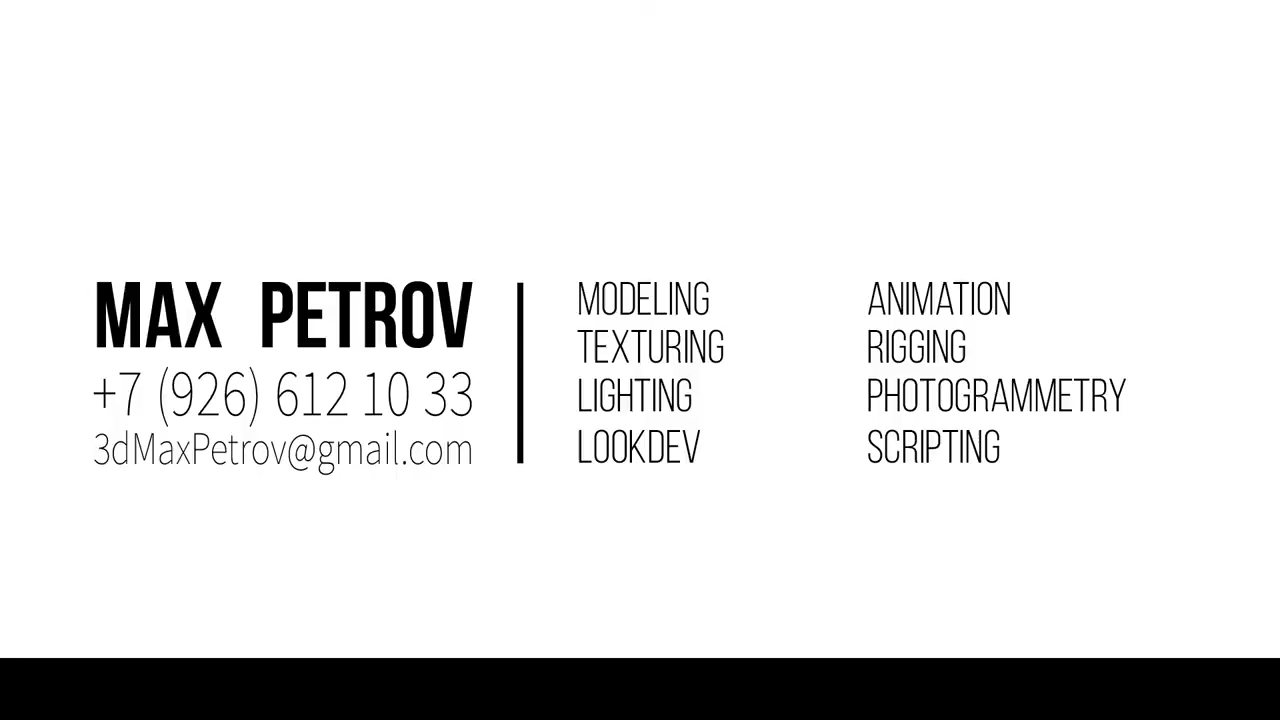 MAX PETROV
+7 (926) 612 10 33
3dMaxPetrov@gmail.com
MODELING
TEXTURING
LIGHTING
LOOKDEV
ANIMATION
RIGGING
PHOTOGRAMMETRY
SCRIPTING